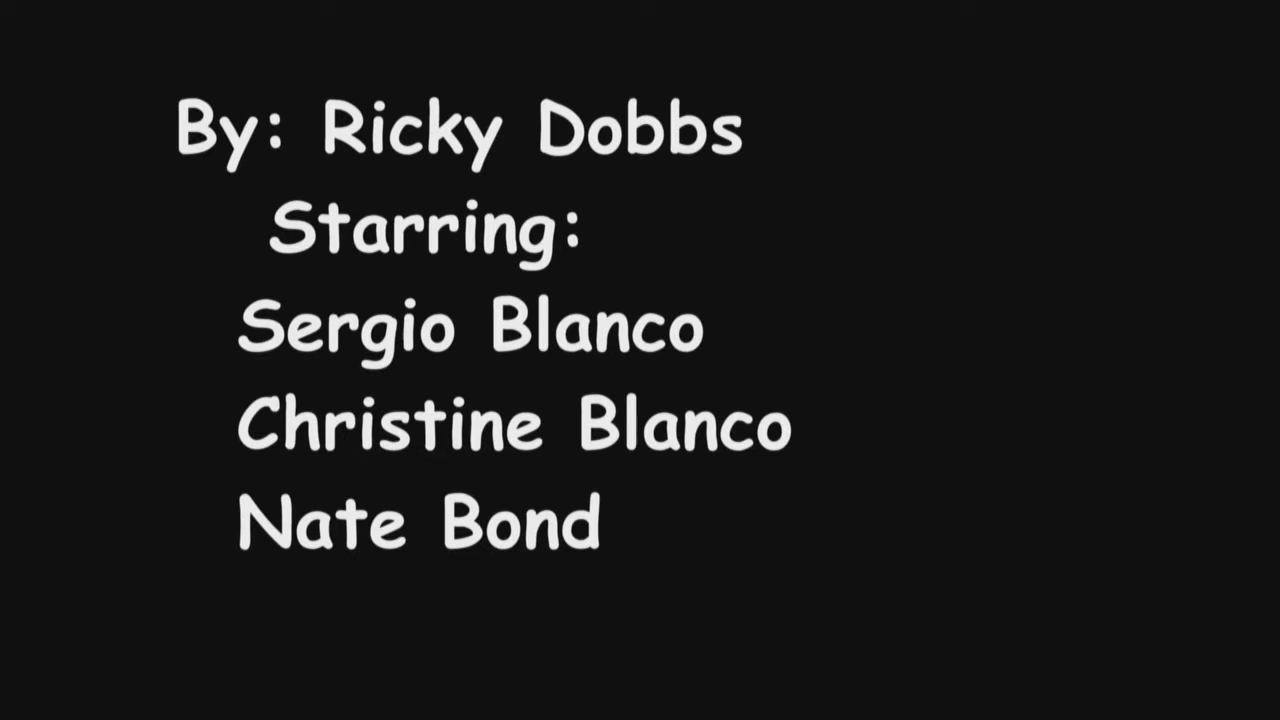 By: Ricky Dobbs
Starring:
Sergio Blanco
Christine Blanco
Nate Bond